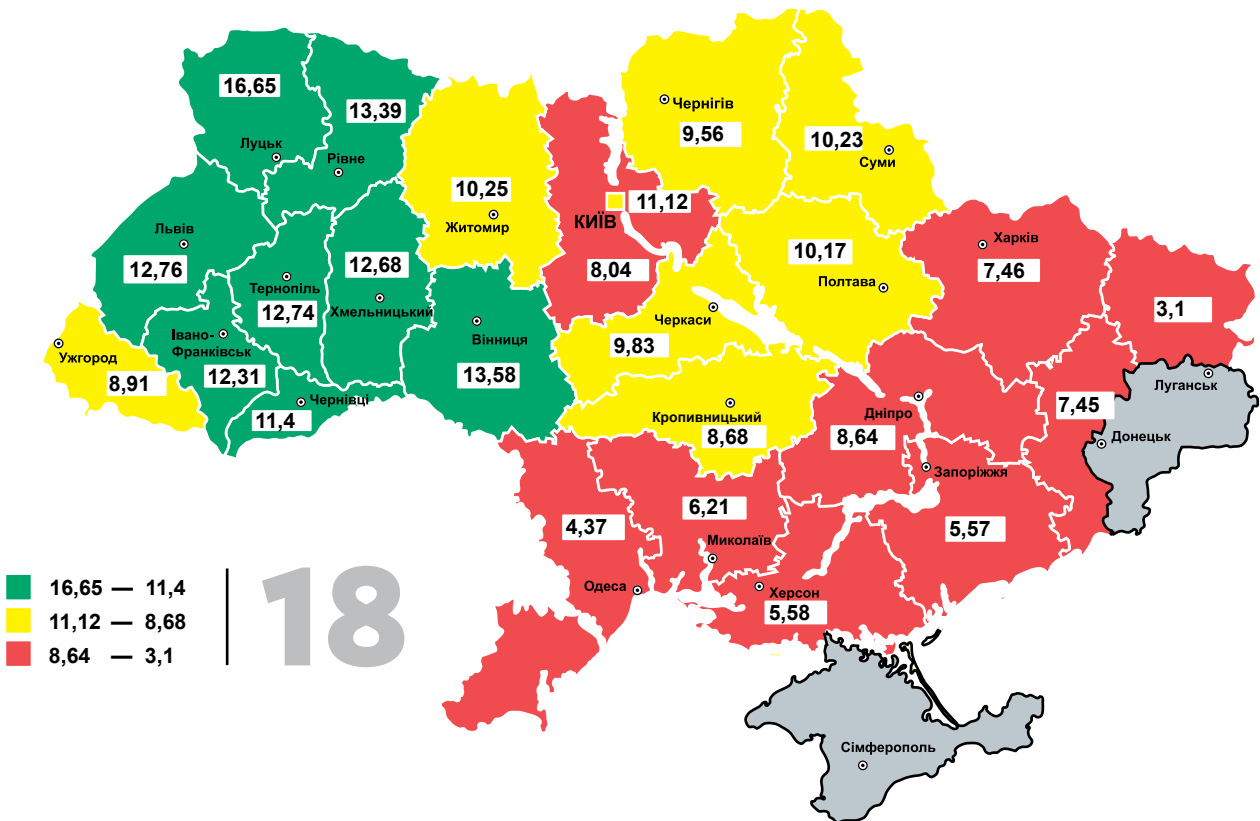 16,65
Луцьк
13,39
Рівне
Львів
12,76
Тернопіль
12,74
12,68
Хмельницький
Ужгород
8,91
Івано-
Франківськ
12,31
Чернівці
11,4
10,25
Житомир
Вінниця
13,58
КИЇВ
11,12
8,04
Чернігів
9,56
10,23
Суми
10,17
Полтава
Черкаси
9,83
Кропивницький
8,68
Харків
7,46
3,1
Луганськ
7,45
Донецьк
Дніпро
8,64
Запоріжжя
5,57
4,37
Одеса
6,21
Миколаїв
Херсон
5,58
Сімферополь
16,65 — 11,4
11,12 — 8,68
8,64 — 3,1
18